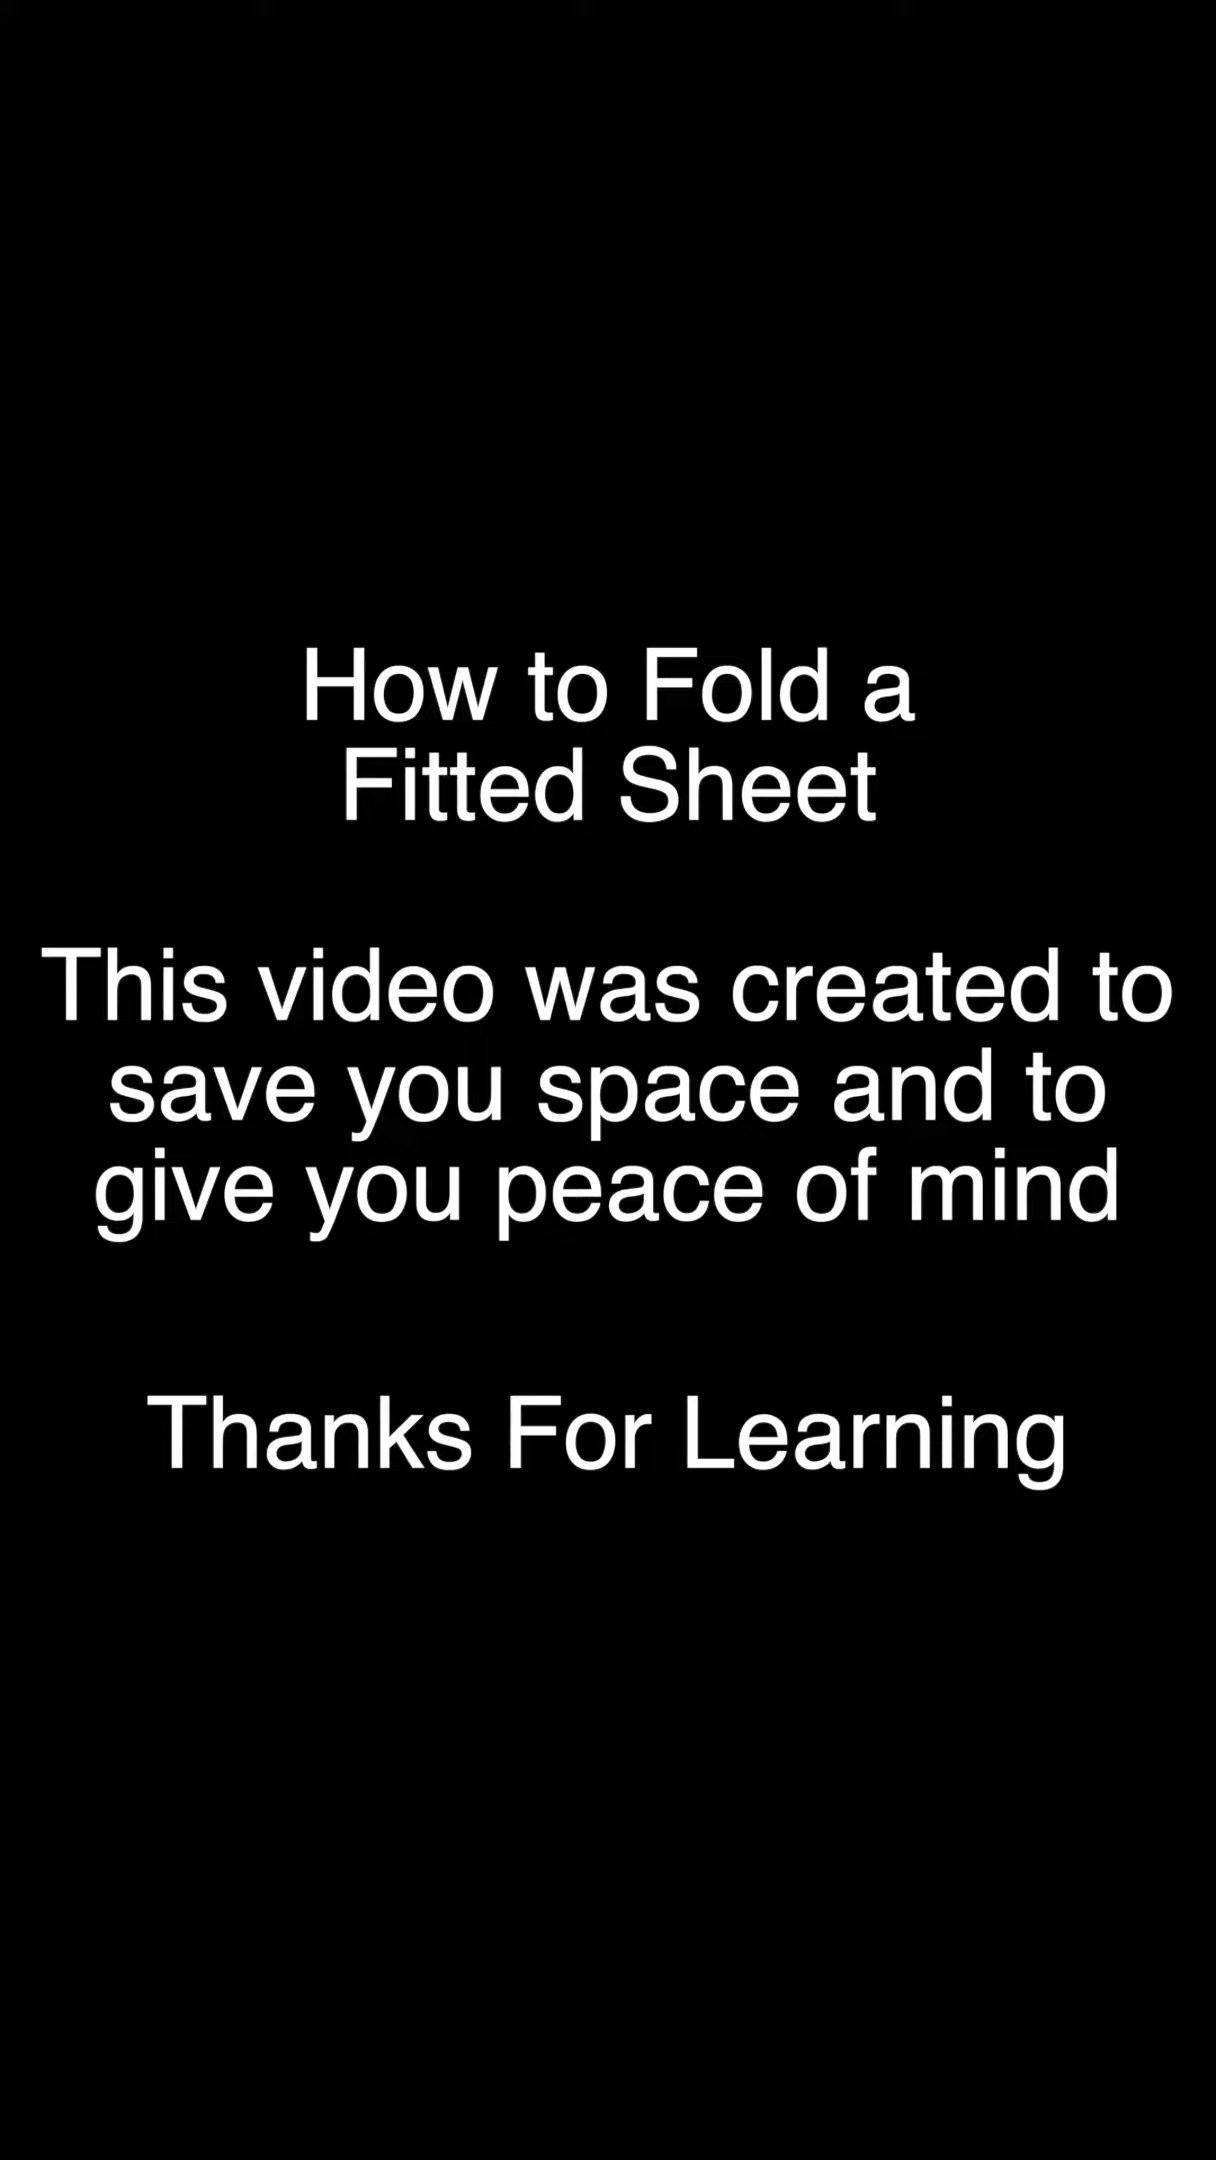 How to Fold a
Fitted Sheet
This video was created to
save you space and to
give you peace of mind
Thanks For Learning